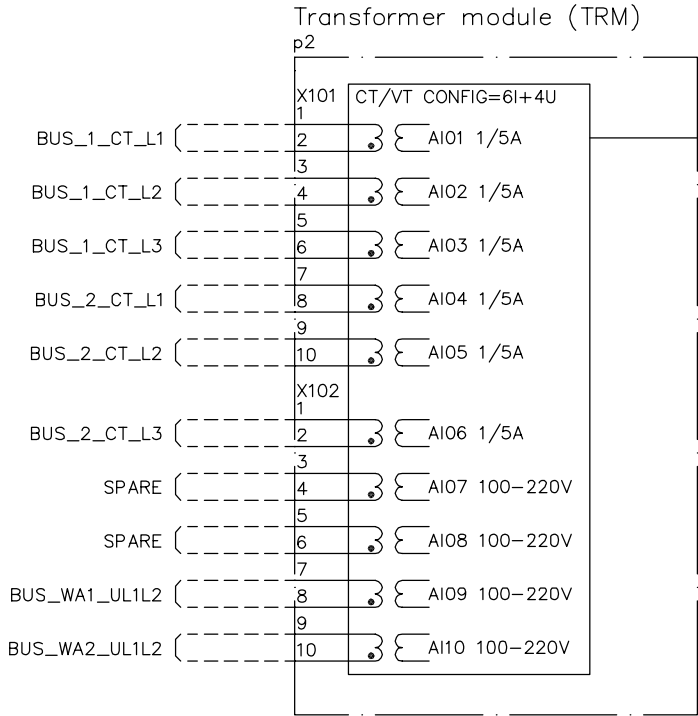 Transformer module (TRM)
p2
X101 CT/VT CONFIG=6I+4U
1
BUS_1_CT_L1 2 AI01 1/5A
3
BUS_1_CT_L2 4 AI02 1/5A
5
BUS_1_CT_L3 6 AI03 1/5A
7
BUS_2_CT_L1 8 AI04 1/5A
9
BUS_2_CT_L2 10 AI05 1/5A
X102
1
BUS_2_CT_L3 2 AI06 1/5A
3
SPARE 4 AI07 100-220V
5
SPARE 6 AI08 100-220V
7
BUS_WA1_UL1L2 8 AI09 100-220V
9
BUS_WA2_UL1L2 10 AI10 100-220V